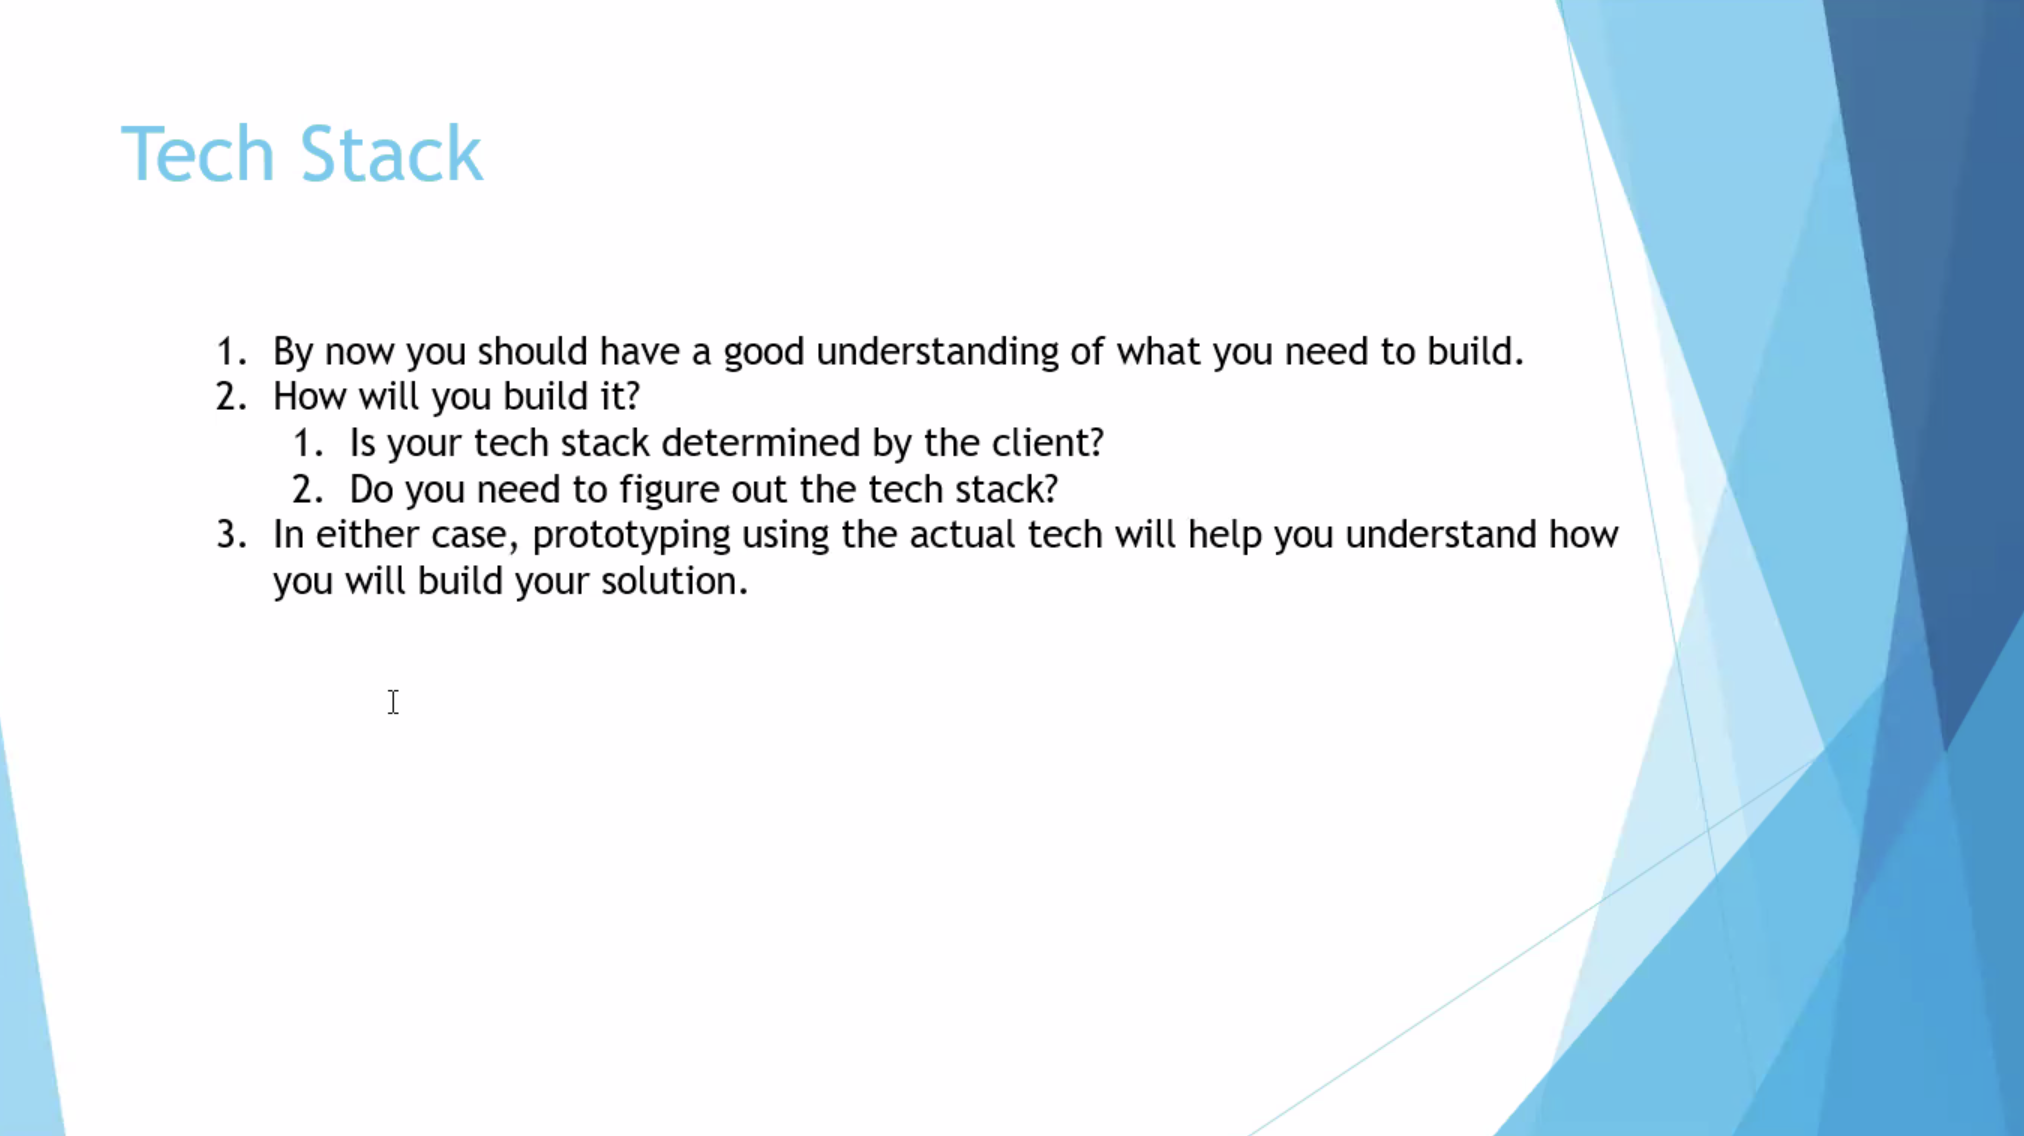 Tech Stack
1. By now you should have a good understanding of what you need to build.
2. How will you build it?
1. Is your tech stack determined by the client?
2. Do you need to figure out the tech stack?
3. In either case, prototyping using the actual tech will help you understand how
you will build your solution.